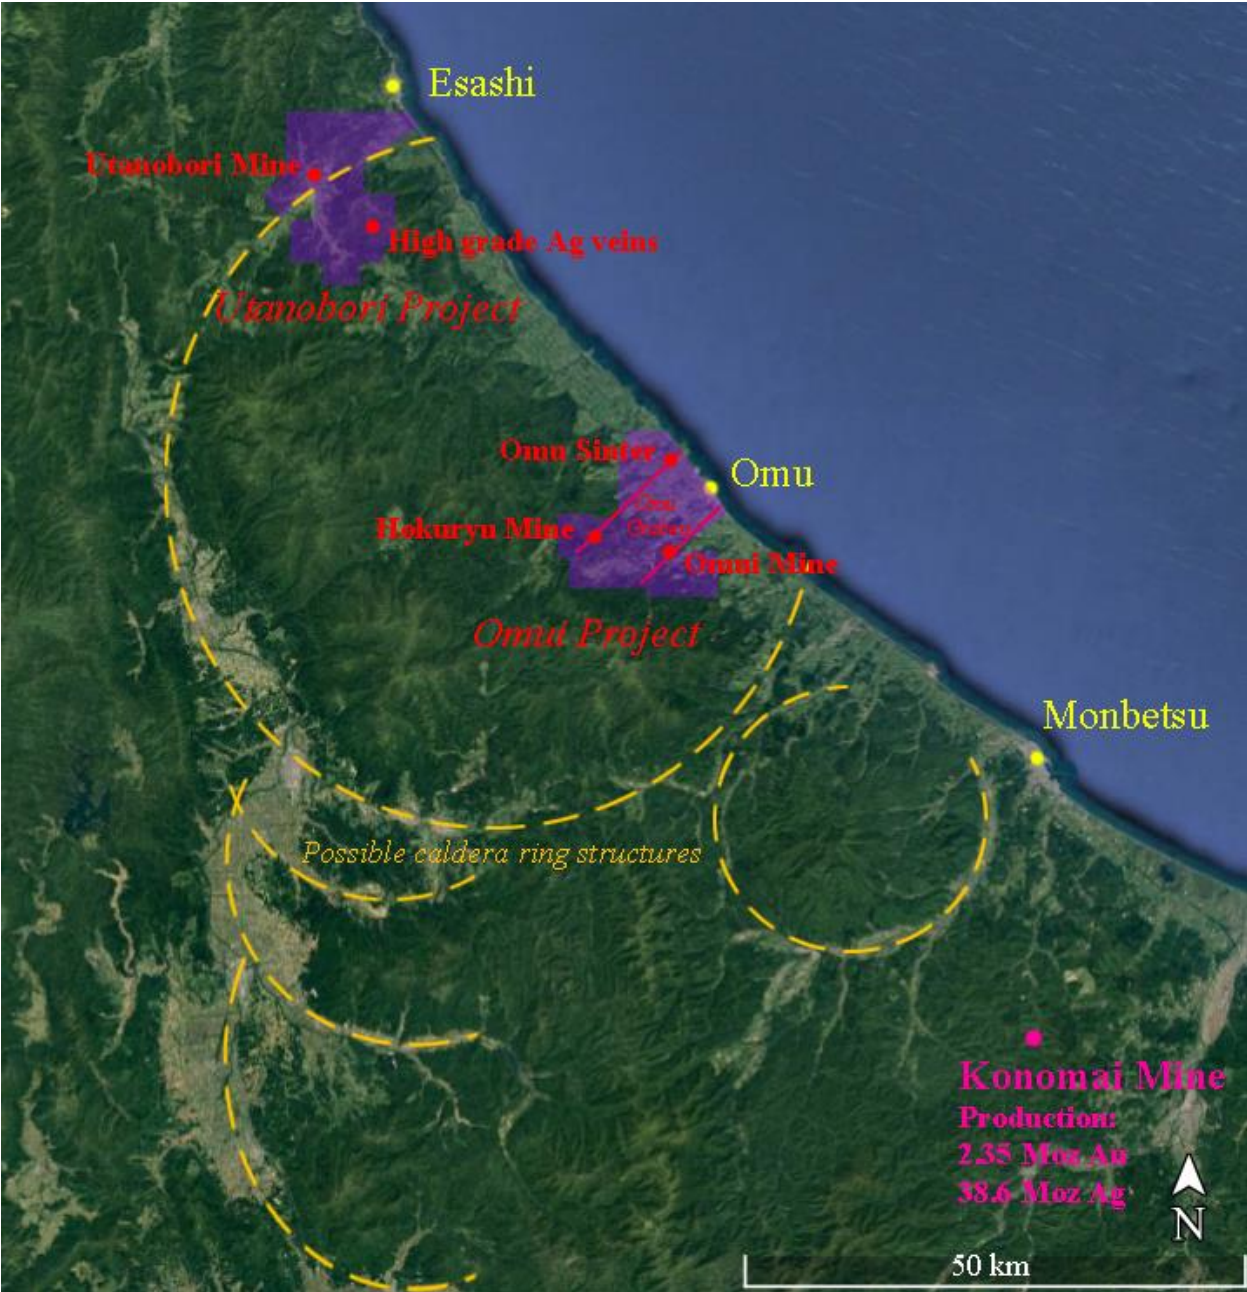 Esashi
Utanobori Mine
High grade Ag veins
Utanobori Project
Omu Sinter
Omu
Hokuryu Mine
Omui Mine
Omui Project
Monbetsu
Possible caldera ring structures
Konomai Mine
Production:
2.35 Moz Au
38.6 Moz Ag
N
50 km